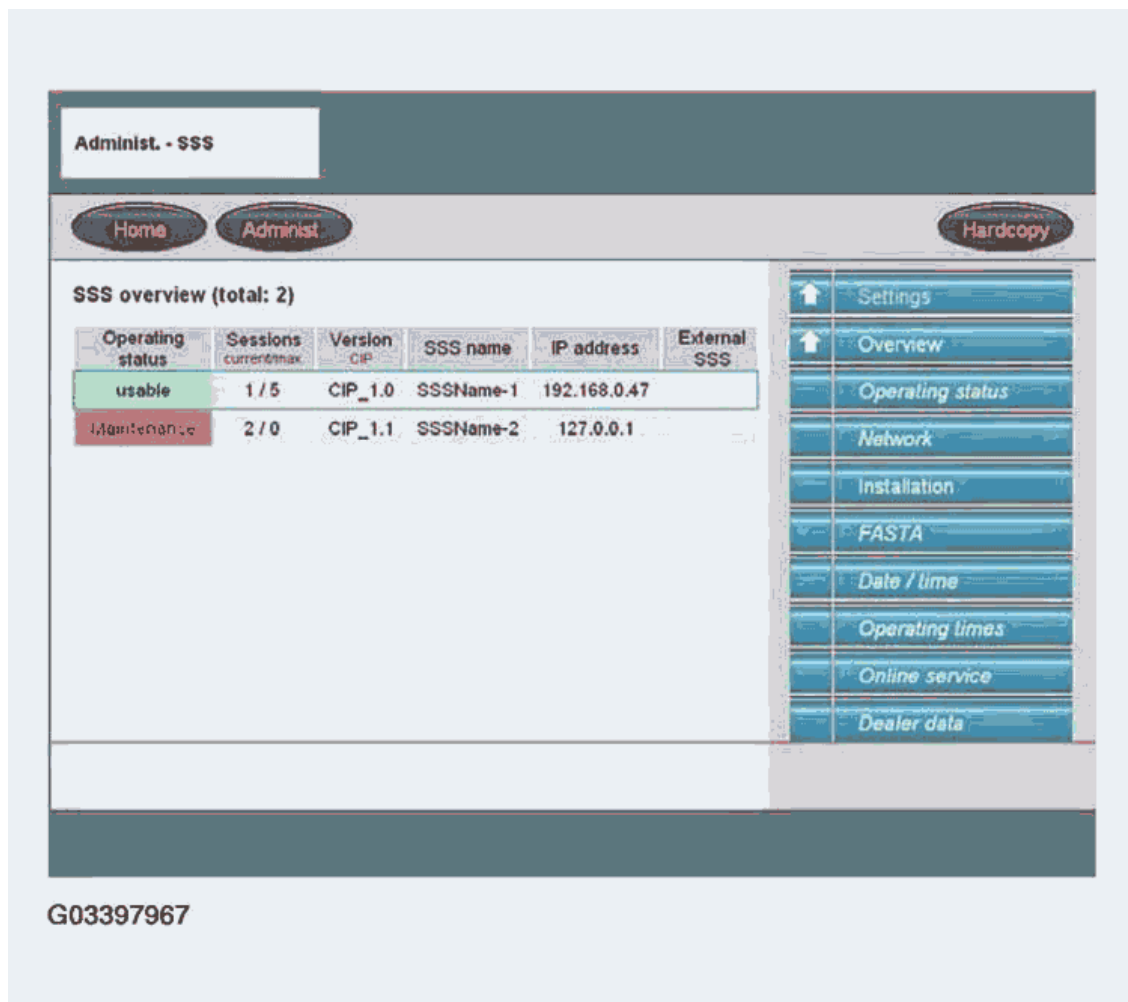 Administ. - SSS
Home Administ. Hardcopy
SSS overview (total: 2)
Operating status Sessions current/max Version CIP SSS name IP address External SSS
usable 1 / 5 CIP_1.0 SSSName-1 192.168.0.47
Maintenance 2 / 0 CIP_1.1 SSSName-2 127.0.0.1
Settings
Overview
Operating status
Network
Installation
FASTA
Date / time
Operating times
Online service
Dealer data
G03397967